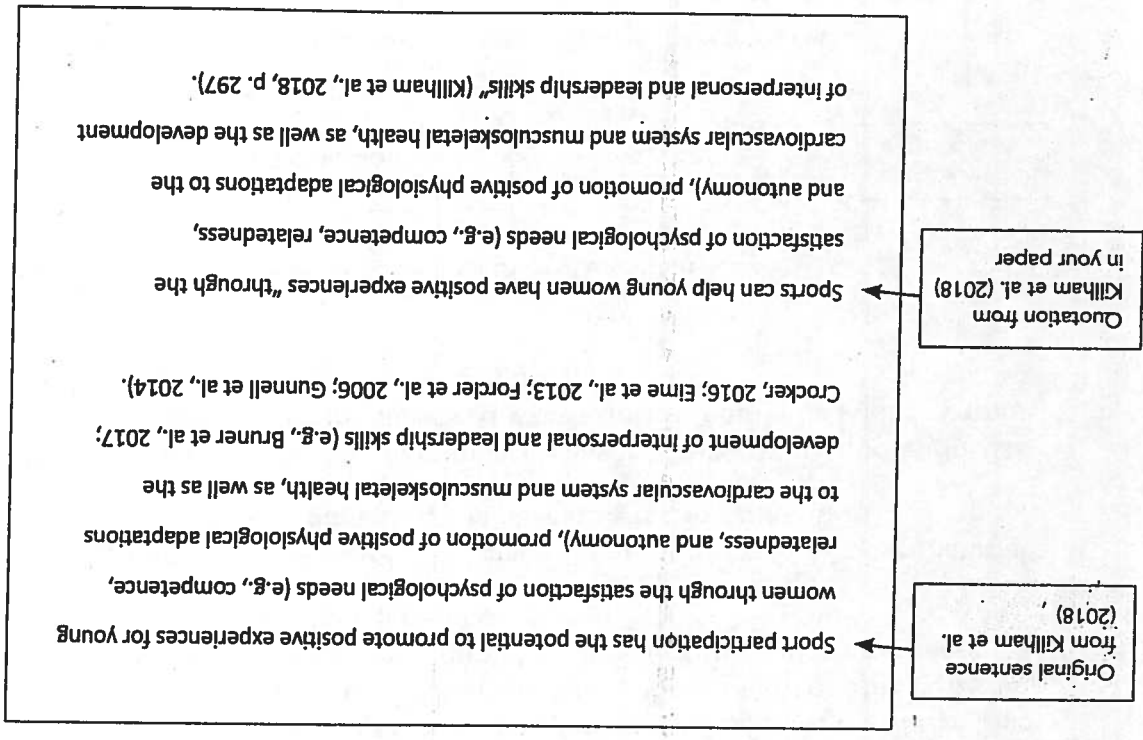 Original sentence
from Killham et al.
(2018)
Sport participation has the potential to promote positive experiences for young
women through the satisfaction of psychological needs (e.g., competence,
relatedness, and autonomy), promotion of positive physiological adaptations
to the cardiovascular system and musculoskeletal health, as well as the
development of interpersonal and leadership skills (e.g., Bruner et al., 2017;
Crocker, 2016; Eime et al., 2013; Forcier et al., 2006; Gunnell et al., 2014).
Quotation from
Killham et al. (2018)
in your paper
Sports can help young women have positive experiences "through the
satisfaction of psychological needs (e.g., competence, relatedness,
and autonomy), promotion of positive physiological adaptations to the
cardiovascular system and musculoskeletal health, as well as the development
of interpersonal and leadership skills" (Killham et al., 2018, p. 297).